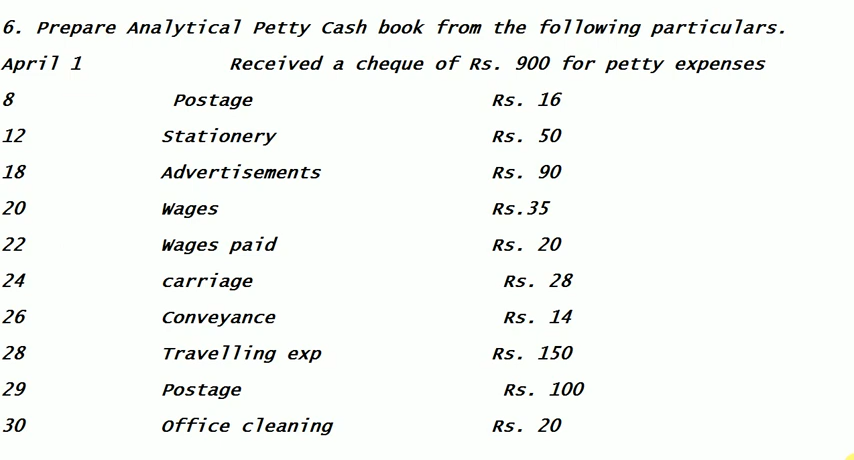 6. Prepare Analytical Petty Cash book from the following particulars.
April 1 Received a cheque of Rs. 900 for petty expenses
8 Postage Rs. 16
12 Stationery Rs. 50
18 Advertisements Rs. 90
20 Wages Rs.35
22 Wages paid Rs. 20
24 carriage Rs. 28
26 Conveyance Rs. 14
28 Travelling exp Rs. 150
29 Postage Rs. 100
30 Office cleaning Rs. 20